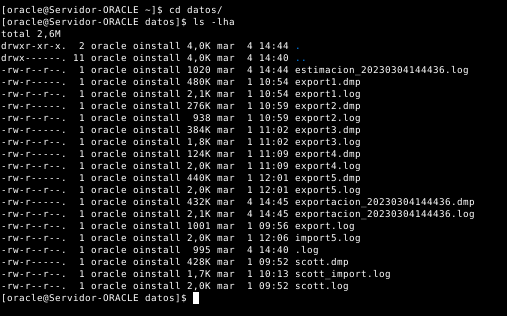 [oracle@Servidor-ORACLE ~]$ cd datos/
[oracle@Servidor-ORACLE datos]$ ls -lha
total 2,6M
drwxr-xr-x.  2 oracle oinstall 4,0K mar  4 14:44 .
drwx------. 11 oracle oinstall 4,0K mar  4 14:40 ..
-rw-r--r--.  1 oracle oinstall 1020 mar  4 14:44 estimacion_20230304144436.log
-rw-r-----.  1 oracle oinstall 480K mar  1 10:54 export1.dmp
-rw-r--r--.  1 oracle oinstall 2,1K mar  1 10:54 export1.log
-rw-r-----.  1 oracle oinstall 276K mar  1 10:59 export2.dmp
-rw-r--r--.  1 oracle oinstall  938 mar  1 10:59 export2.log
-rw-r-----.  1 oracle oinstall 384K mar  1 11:02 export3.dmp
-rw-r--r--.  1 oracle oinstall 1,8K mar  1 11:02 export3.log
-rw-r-----.  1 oracle oinstall 124K mar  1 11:09 export4.dmp
-rw-r--r--.  1 oracle oinstall 2,0K mar  1 11:09 export4.log
-rw-r-----.  1 oracle oinstall 440K mar  1 12:01 export5.dmp
-rw-r--r--.  1 oracle oinstall 2,0K mar  1 12:01 export5.log
-rw-r-----.  1 oracle oinstall 432K mar  4 14:45 exportacion_20230304144436.dmp
-rw-r--r--.  1 oracle oinstall 2,1K mar  4 14:45 exportacion_20230304144436.log
-rw-r--r--.  1 oracle oinstall 1001 mar  1 09:56 export.log
-rw-r--r--.  1 oracle oinstall 2,0K mar  1 12:06 import5.log
-rw-r--r--.  1 oracle oinstall  995 mar  4 14:40 .log
-rw-r-----.  1 oracle oinstall 428K mar  1 09:52 scott.dmp
-rw-r--r--.  1 oracle oinstall 1,7K mar  1 10:13 scott_import.log
-rw-r--r--.  1 oracle oinstall 2,0K mar  1 09:52 scott.log
[oracle@Servidor-ORACLE datos]$